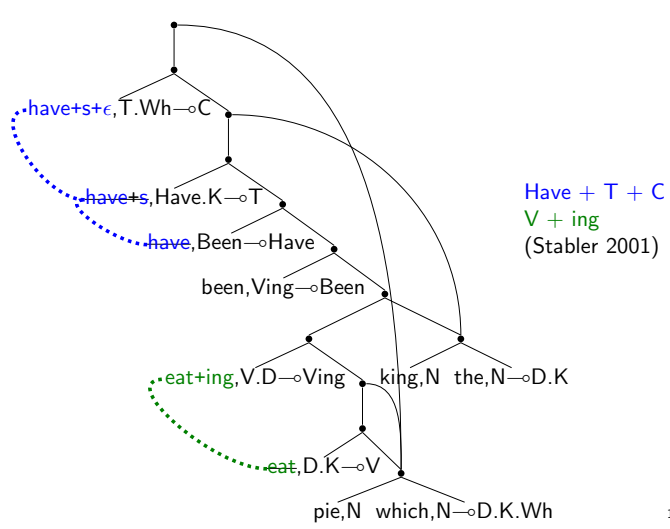 have+s+ϵ,T.Wh⊸C
have+s,Have.K⊸T
Have + T + C
V + ing
(Stabler 2001)
have,Been⊸Have
been,Ving⊸Been
eat+ing,V.D⊸Ving
king,N the,N⊸D.K
eat,D.K⊸V
pie,N which,N⊸D.K.Wh